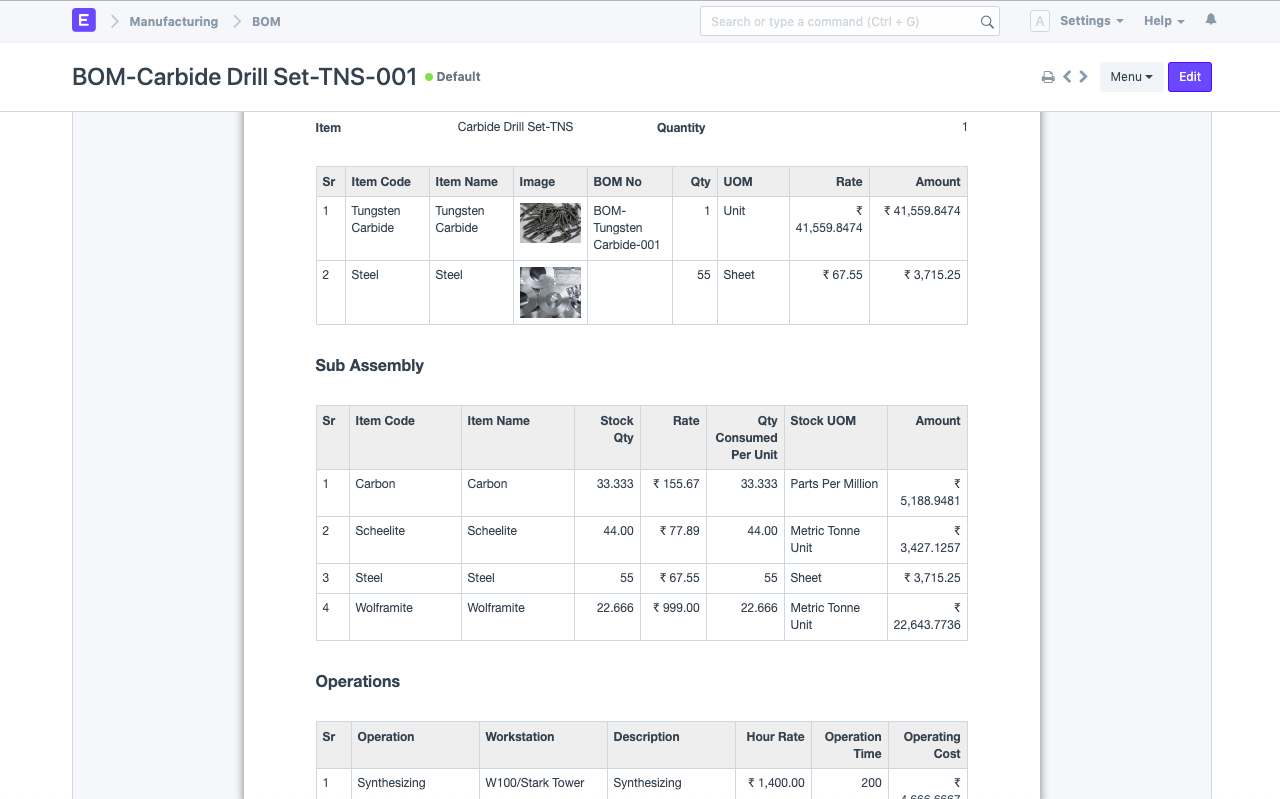 E Manufacturing BOM Search or type a command (Ctrl + G) A Settings Help
BOM-Carbide Drill Set-TNS-001 Default Menu Edit
Item Carbide Drill Set-TNS Quantity 1
Sr Item Code Item Name Image BOM No Qty UOM Rate Amount
1 Tungsten Tungsten BOM- 1 Unit ₹ ₹ 41,559.8474
Carbide Carbide Tungsten 41,559.8474
Carbide-001
2 Steel Steel 55 Sheet ₹ 67.55 ₹ 3,715.25
Sub Assembly
Sr Item Code Item Name Stock Rate Qty Stock UOM Amount
Qty Consumed
Per Unit
1 Carbon Carbon 33.333 ₹ 155.67 33.333 Parts Per Million ₹
5,188.9481
2 Scheelite Scheelite 44.00 ₹ 77.89 44.00 Metric Tonne ₹
Unit 3,427.1257
3 Steel Steel 55 ₹ 67.55 55 Sheet ₹ 3,715.25
4 Wolframite Wolframite 22.666 ₹ 999.00 22.666 Metric Tonne ₹
Unit 22,643.7736
Operations
Sr Operation Workstation Description Hour Rate Operation Operating
Time Cost
1 Synthesizing W100/Stark Tower Synthesizing ₹ 1,400.00 200 ₹